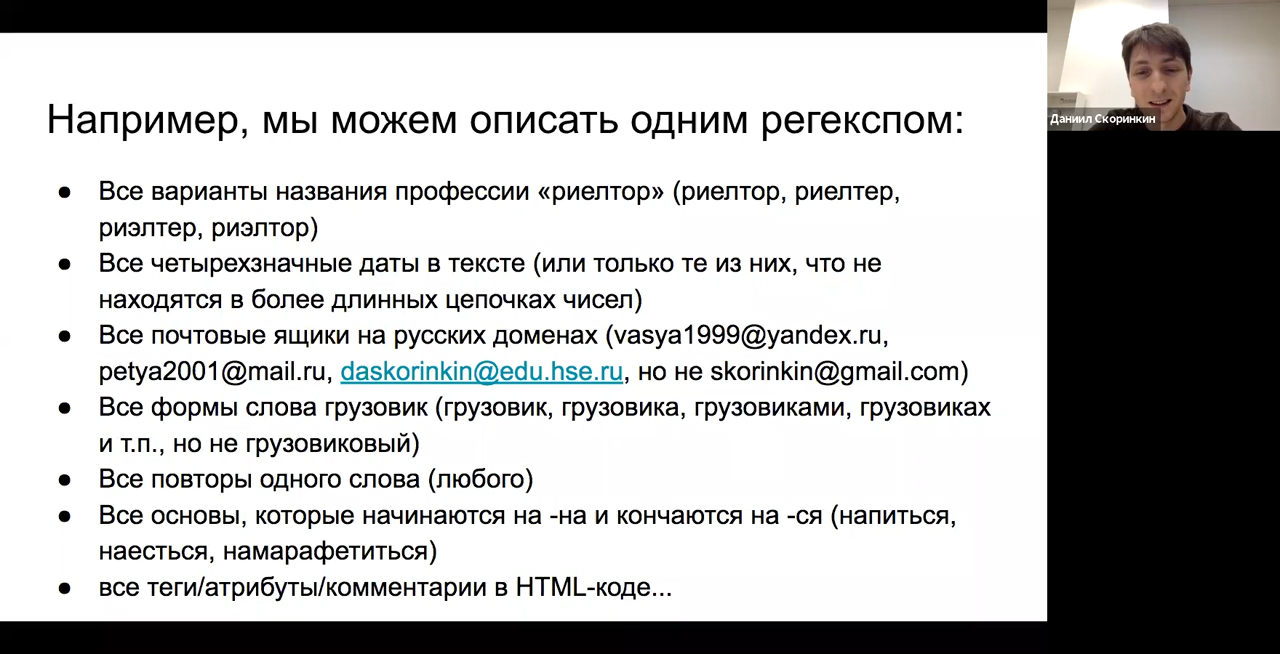 Например, мы можем описать одним регекспом:
● Все варианты названия профессии «риелтор» (риелтор, риелтер,
риэлтер, риэлтор)
● Все четырехзначные даты в тексте (или только те из них, что не
находятся в более длинных цепочках чисел)
● Все почтовые ящики на русских доменах (vasya1999@yandex.ru,
petya2001@mail.ru, daskorinkin@edu.hse.ru, но не skorinkin@gmail.com)
● Все формы слова грузовик (грузовик, грузовика, грузовиками, грузовиках
и т.п., но не грузовиковый)
● Все повторы одного слова (любого)
● Все основы, которые начинаются на -на и кончаются на -ся (напиться,
наесться, намарафетиться)
● все теги/атрибуты/комментарии в HTML-коде...
Даниил Скоринкин